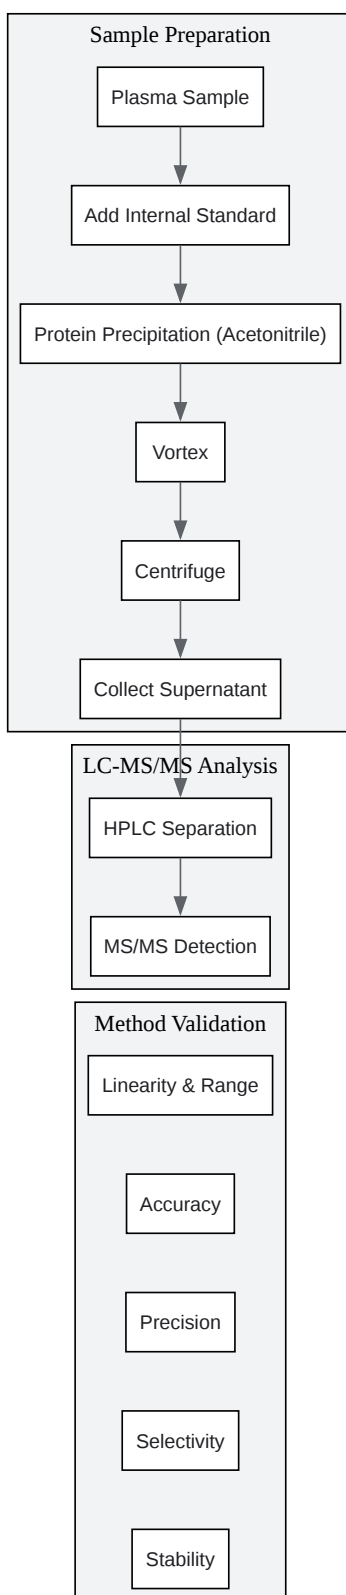 Sample Preparation
Plasma Sample
Add Internal Standard
Protein Precipitation (Acetonitrile)
Vortex
Centrifuge
Collect Supernatant
LC-MS/MS Analysis
HPLC Separation
MS/MS Detection
Method Validation
Linearity & Range
Accuracy
Precision
Selectivity
Stability